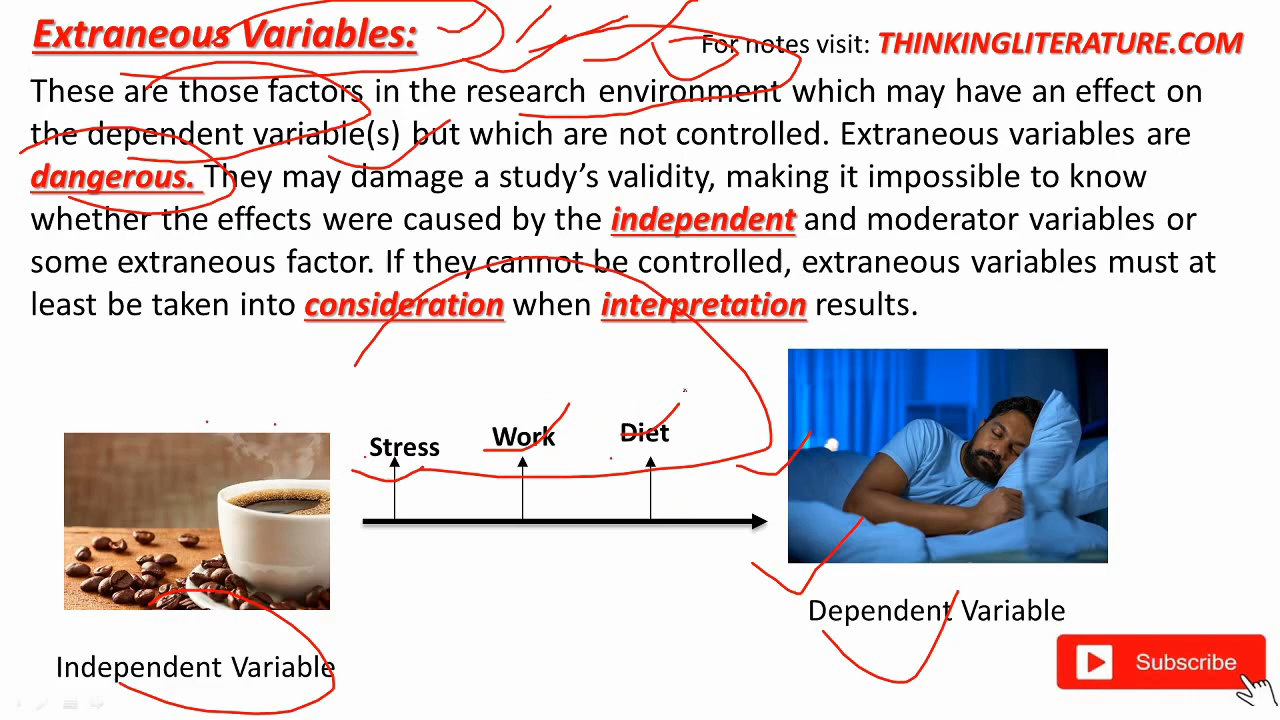 Extraneous Variables:
For notes visit: THINKINGLITERATURE.COM
These are those factors in the research environment which may have an effect on
the dependent variable(s) but which are not controlled. Extraneous variables are
dangerous. They may damage a study's validity, making it impossible to know
whether the effects were caused by the independent and moderator variables or
some extraneous factor. If they cannot be controlled, extraneous variables must at
least be taken into consideration when interpretation results.
Stress
Work
Diet
Independent Variable
Dependent Variable
Subscribe